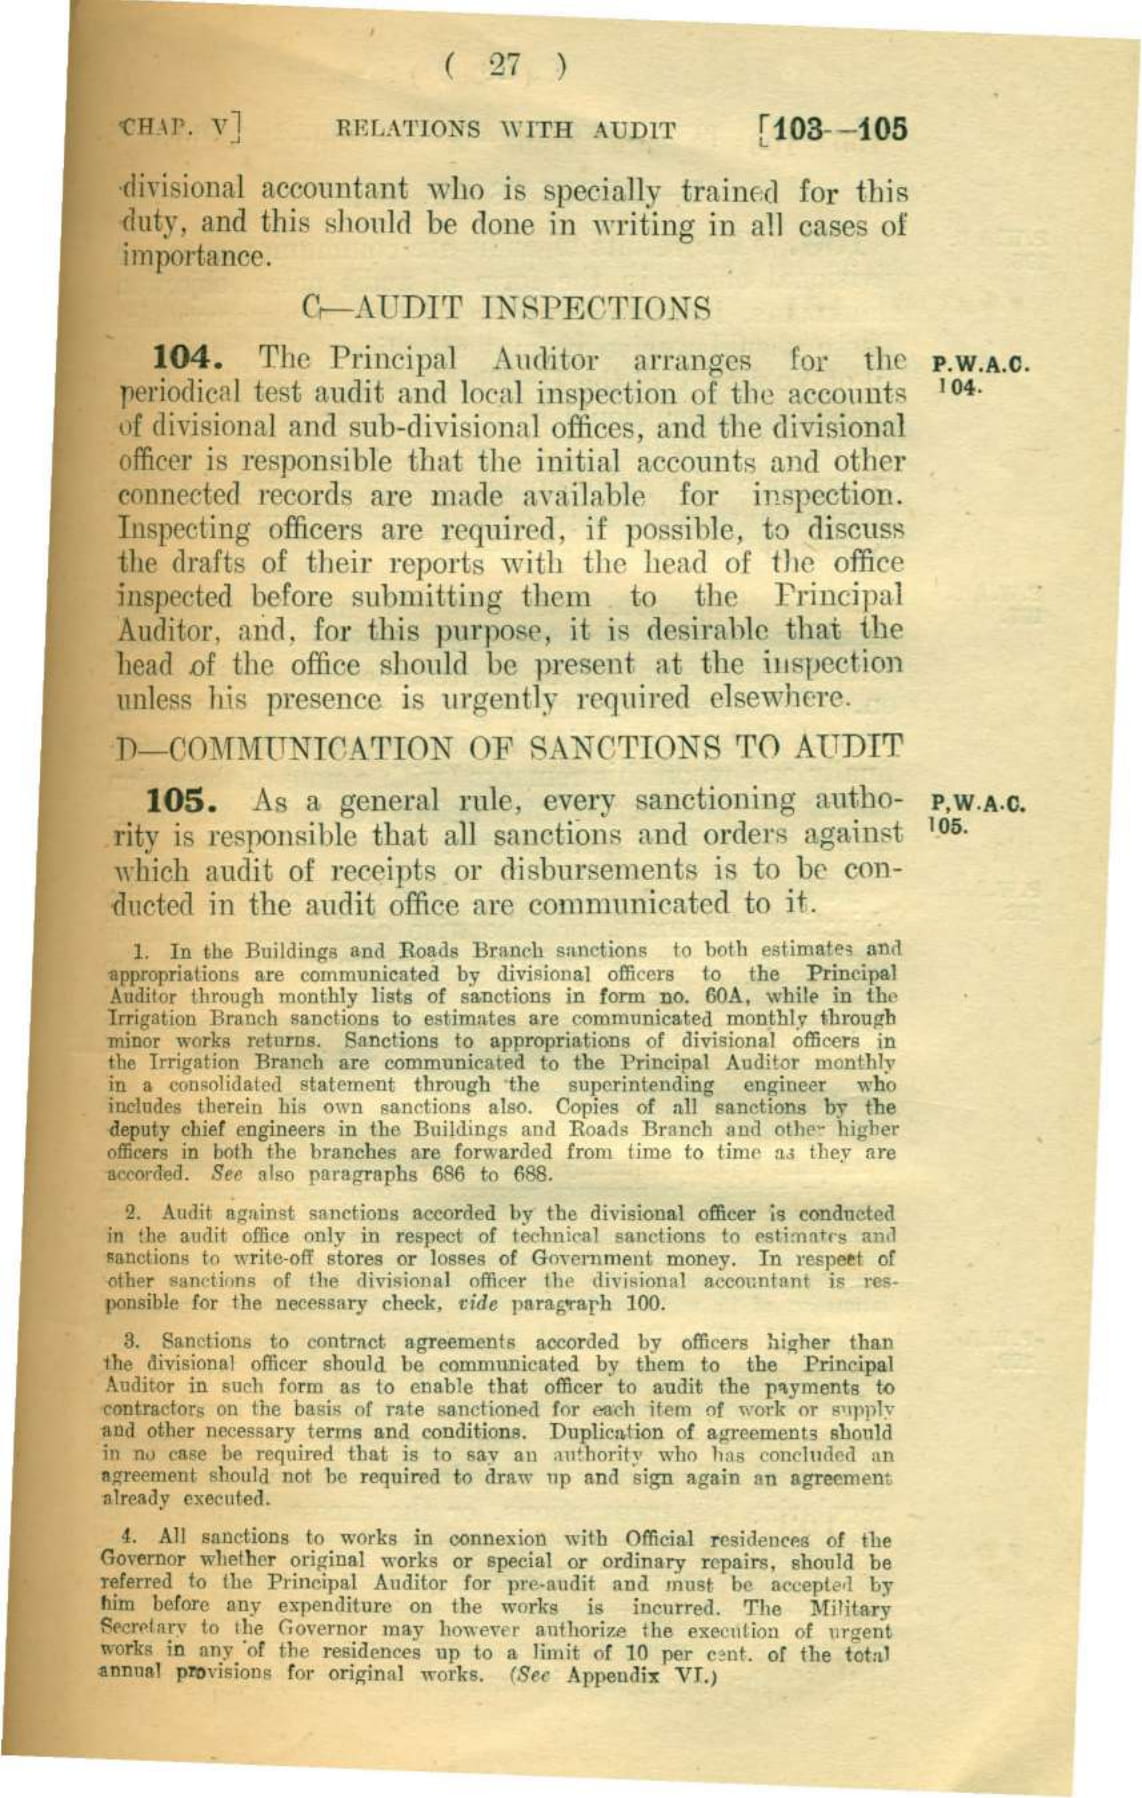 ( 27 )
CHAP. V] RELATIONS WITH AUDIT [103--105
divisional accountant who is specially trained for this
duty, and this should be done in writing in all cases of
importance.
C—AUDIT INSPECTIONS
104. The Principal Auditor arranges for the
P.W.A.C.
104.
periodical test audit and local inspection of the accounts
of divisional and sub-divisional offices, and the divisional
officer is responsible that the initial accounts and other
connected records are made available for inspection.
Inspecting officers are required, if possible, to discuss
the drafts of their reports with the head of the office
inspected before submitting them to the Principal
Auditor, and, for this purpose, it is desirable that the
head of the office should be present at the inspection
unless his presence is urgently required elsewhere.
D—COMMUNICATION OF SANCTIONS TO AUDIT
105. As a general rule, every sanctioning autho-
P.W.A.C.
105.
rity is responsible that all sanctions and orders against
which audit of receipts or disbursements is to be con-
ducted in the audit office are communicated to it.
1. In the Buildings and Roads Branch sanctions to both estimates and
appropriations are communicated by divisional officers to the Principal
Auditor through monthly lists of sanctions in form no. 60A, while in the
Irrigation Branch sanctions to estimates are communicated monthly through
minor works returns. Sanctions to appropriations of divisional officers in
the Irrigation Branch are communicated to the Principal Auditor monthly
in a consolidated statement through the superintending engineer who
includes therein his own sanctions also. Copies of all sanctions by the
deputy chief engineers in the Buildings and Roads Branch and other higher
officers in both the branches are forwarded from time to time as they are
accorded. See also paragraphs 686 to 688.
2. Audit against sanctions accorded by the divisional officer is conducted
in the audit office only in respect of technical sanctions to estimates and
sanctions to write-off stores or losses of Government money. In respect of
other sanctions of the divisional officer the divisional accountant is res-
ponsible for the necessary check, vide paragraph 100.
3. Sanctions to contract agreements accorded by officers higher than
the divisional officer should be communicated by them to the Principal
Auditor in such form as to enable that officer to audit the payments to
contractors on the basis of rate sanctioned for each item of work or supply
and other necessary terms and conditions. Duplication of agreements should
in no case be required that is to say an authority who has concluded an
agreement should not be required to draw up and sign again an agreement
already executed.
4. All sanctions to works in connexion with Official residences of the
Governor whether original works or special or ordinary repairs, should be
referred to the Principal Auditor for pre-audit and must be accepted by
him before any expenditure on the works is incurred. The Military
Secretary to the Governor may however authorize the execution of urgent
works in any of the residences up to a limit of 10 per cent. of the total
annual provisions for original works. (See Appendix VI.)